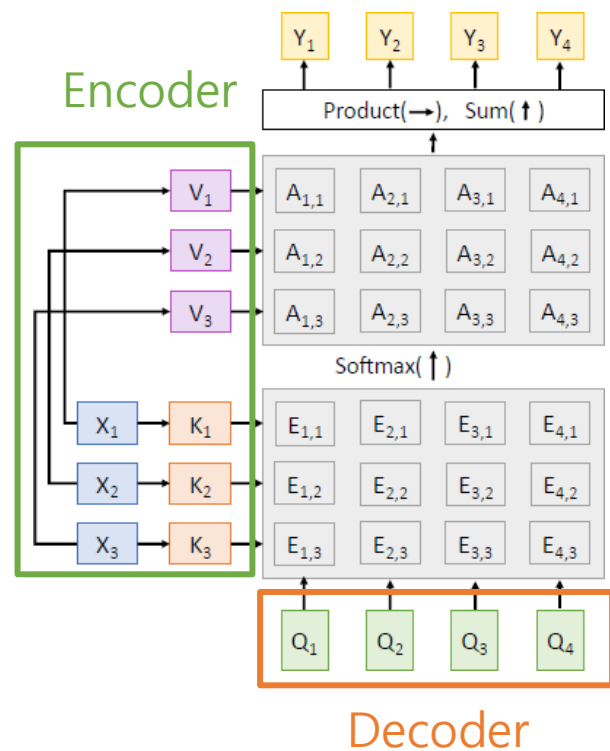 Y1 Y2 Y3 Y4
Encoder
Product(→), Sum(↑)
V1 A1,1 A2,1 A3,1 A4,1
V2 A1,2 A2,2 A3,2 A4,2
V3 A1,3 A2,3 A3,3 A4,3
Softmax(↑)
X1 K1 E1,1 E2,1 E3,1 E4,1
X2 K2 E1,2 E2,2 E3,2 E4,2
X3 K3 E1,3 E2,3 E3,3 E4,3
Q1 Q2 Q3 Q4
Decoder